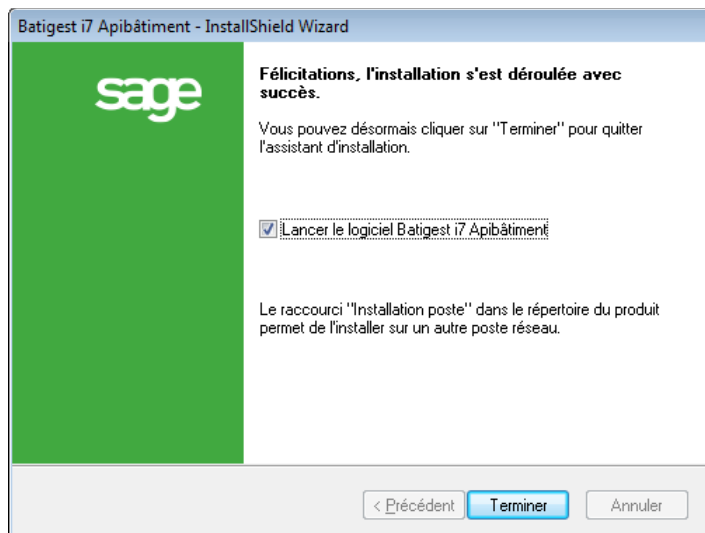 Batigest i7 Apibâtiment - InstallShield Wizard
sage
Félicitations, l'installation s'est déroulée avec
succès.
Vous pouvez désormais cliquer sur "Terminer" pour quitter
l'assistant d'installation.
Lancer le logiciel Batigest i7 Apibâtiment
Le raccourci "Installation poste" dans le répertoire du produit
permet de l'installer sur un autre poste réseau.
< Précédent Terminer Annuler